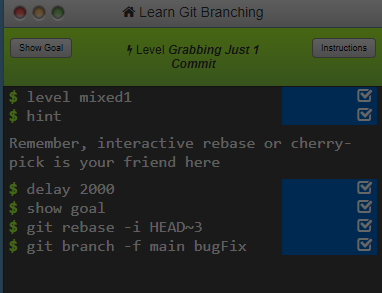 Learn Git Branching
Show Goal
Level Grabbing Just 1
Commit
Instructions
$ level mixed1
$ hint
Remember, interactive rebase or cherry-
pick is your friend here
$ delay 2000
$ show goal
$ git rebase -i HEAD~3
$ git branch -f main bugFix